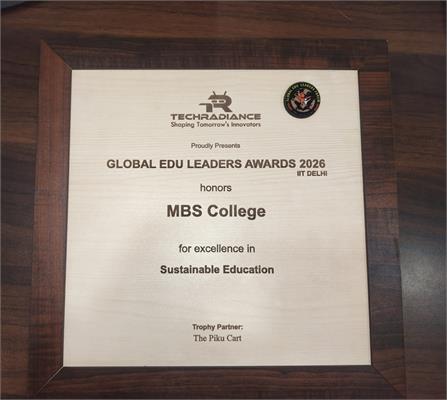 TECHRADIANCE
Shaping Tomorrow's Innovators
Proudly Presents
GLOBAL EDU LEADERS AWARDS 2026
IIT DELHI
honors
MBS College
for excellence in
Sustainable Education
Trophy Partner:
The Piku Cart